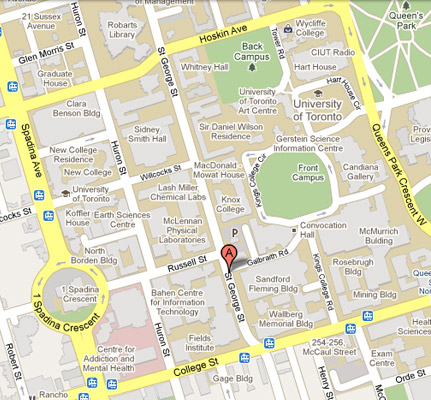 of Management
21 Sussex
Avenue
Robarts
Library
Glen Morris St
Graduate
House
Hoskin Ave
Back
Campus
Tower Rd
Wycliffe
College
CIUT Radio
Hart House
Hart House Cir
Queen's
Park
Whitney Hall
St George St
University
of Toronto
Art Centre
University
of Toronto
Clara
Benson Bldg
Huron St
Sidney
Smith Hall
Sir Daniel Wilson
Residence
Gerstein Science
Information Centre
Spadina Ave
New College
Residence
New College
Willcocks St
MacDonald
Mowat House
Kings College Cir
Front
Campus
Candiana
Gallery
Queens Park Crescent W
University
of Toronto
Lash Miller
Chemical Labs
Knox
College
Koffler
House
Earth Sciences
Centre
McLennan
Physical
Laboratories
P
Convocation
Hall
McMurrich
Building
North
Borden Bldg
Russell St
A
Galbraith Rd
Kings College Rd
Rosebrugh
Bldg
Mining Bldg
1 Spadina
Crescent
1 Spadina Crescent
Bahen Centre
for Information
Technology
St George St
Sandford
Fleming Bldg
Wallberg
Memorial Bldg
Health
Sciences
Robert St
Huron St
Fields
Institute
Centre for
Addiction and
Mental Health
College St
254-256,
McCaul Street
Exam Centre
Orde St
Rancho
Gage Bldg
Henry St